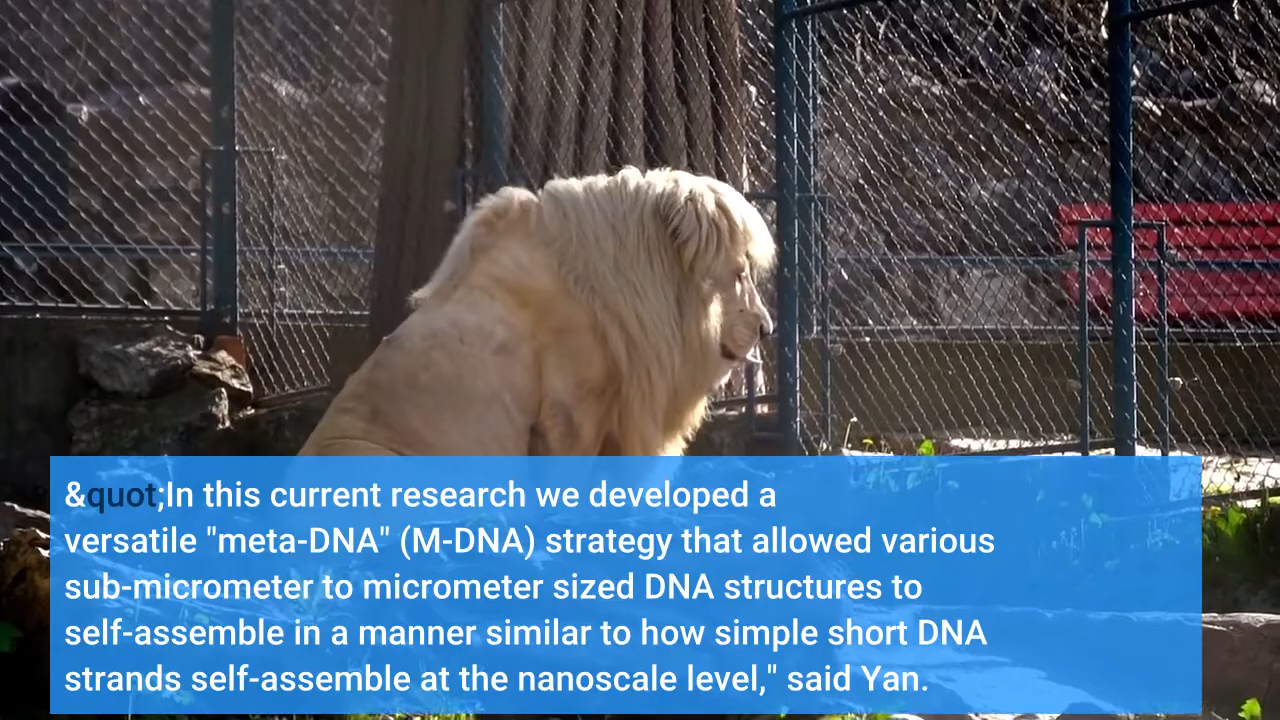 &quot;In this current research we developed a
versatile "meta-DNA" (M-DNA) strategy that allowed various
sub-micrometer to micrometer sized DNA structures to
self-assemble in a manner similar to how simple short DNA
strands self-assemble at the nanoscale level," said Yan.